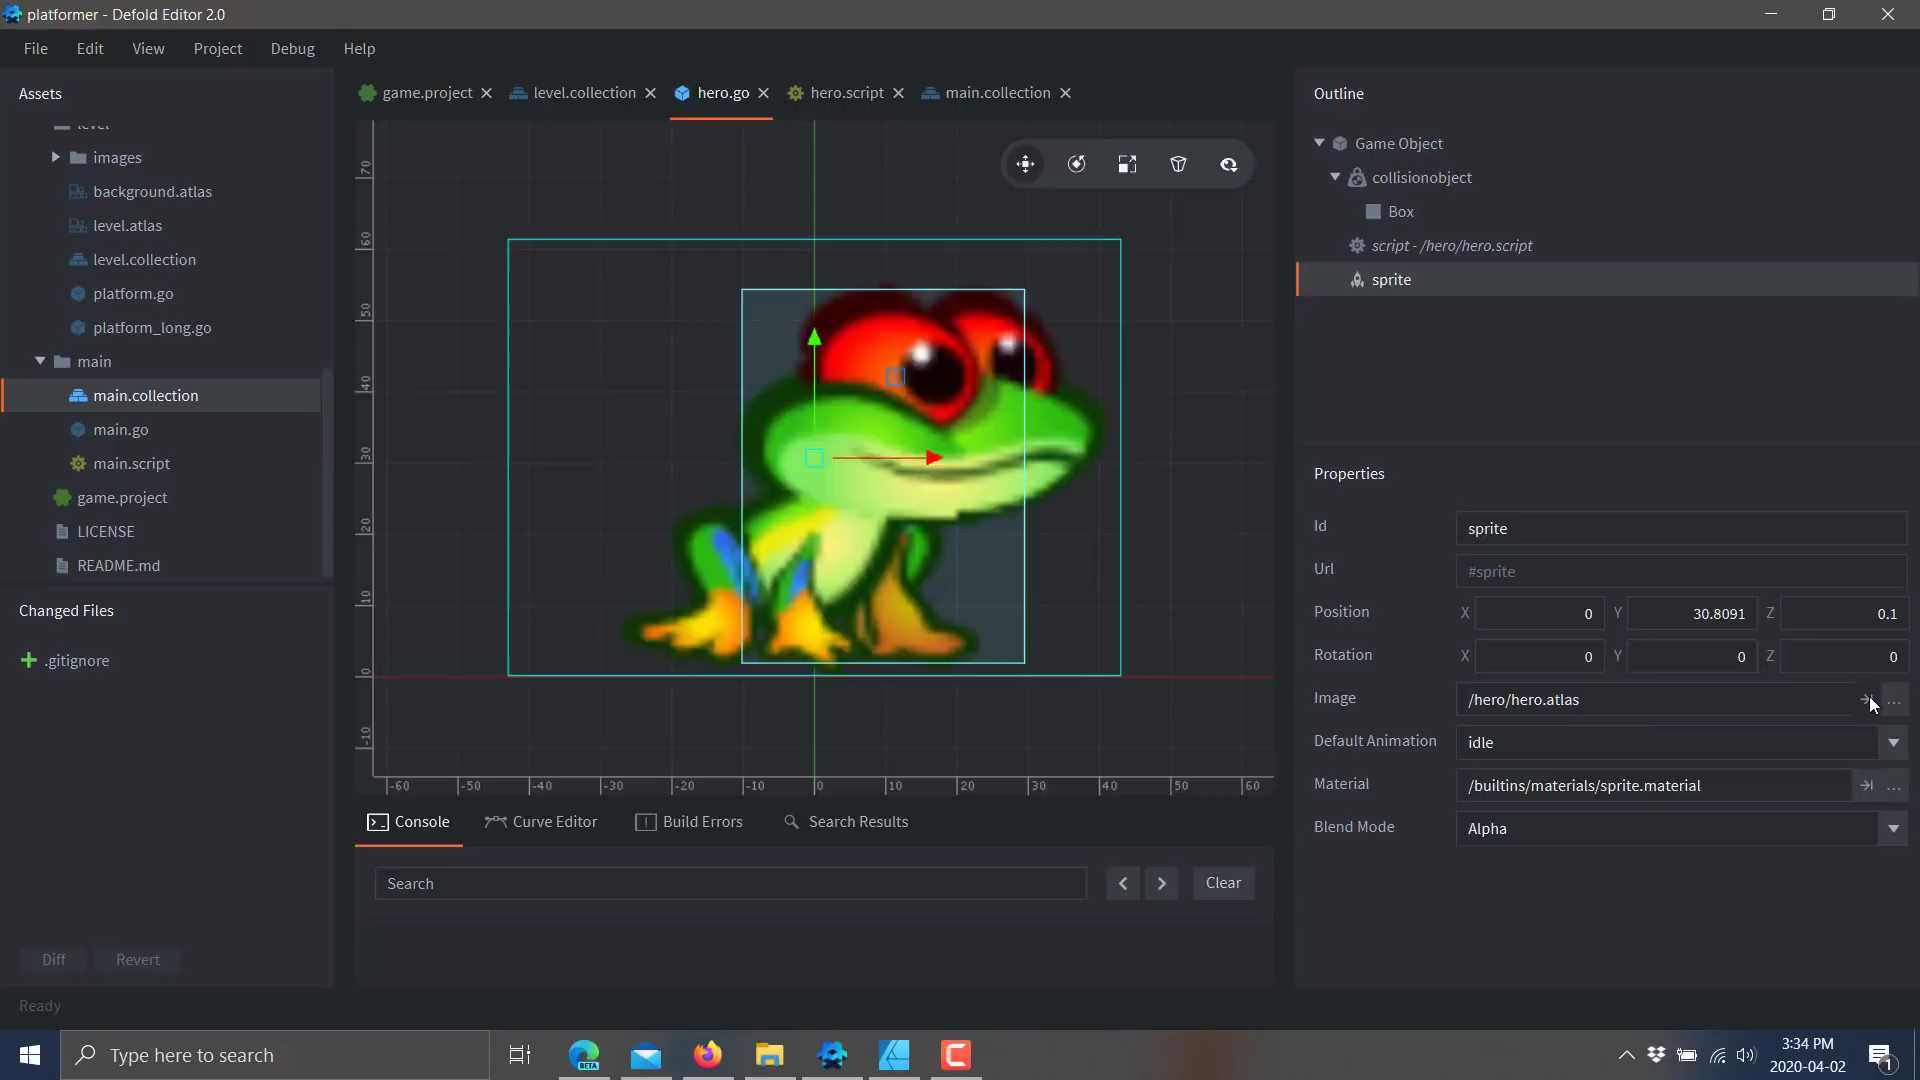 platformer - Defold Editor 2.0
File Edit View Project Debug Help
Assets
level
images
background.atlas
level.atlas
level.collection
platform.go
platform_long.go
main
main.collection
main.go
main.script
game.project
LICENSE
README.md
Changed Files
.gitignore
Diff Revert
Ready
game.project level.collection hero.go hero.script main.collection
70
60
50
40
30
20
10
0
-10
-60 -50 -40 -30 -20 -10 0 10 20 30 40 50 60
Console Curve Editor Build Errors Search Results
Search Clear
Outline
Game Object
collisionobject
Box
script - /hero/hero.script
sprite
Properties
Id sprite
Url #sprite
Position X 0 Y 30.8091 Z 0.1
Rotation X 0 Y 0 Z 0
Image /hero/hero.atlas ...
Default Animation idle
Material /builtins/materials/sprite.material ...
Blend Mode Alpha
Type here to search
BETA
3:34 PM
2020-04-02
1